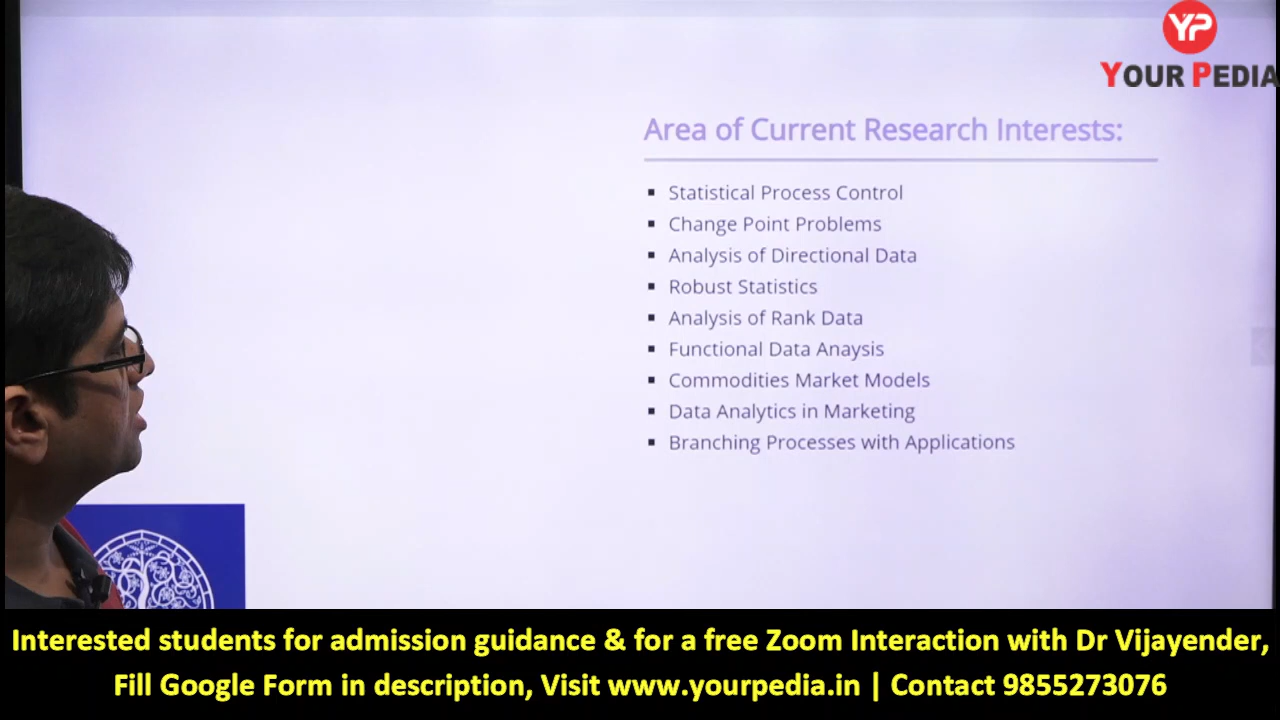 YP
YOUR PEDIA
Area of Current Research Interests:
▪ Statistical Process Control
▪ Change Point Problems
▪ Analysis of Directional Data
▪ Robust Statistics
▪ Analysis of Rank Data
▪ Functional Data Anaysis
▪ Commodities Market Models
▪ Data Analytics in Marketing
▪ Branching Processes with Applications
Interested students for admission guidance & for a free Zoom Interaction with Dr Vijayender,
Fill Google Form in description, Visit www.yourpedia.in | Contact 9855273076